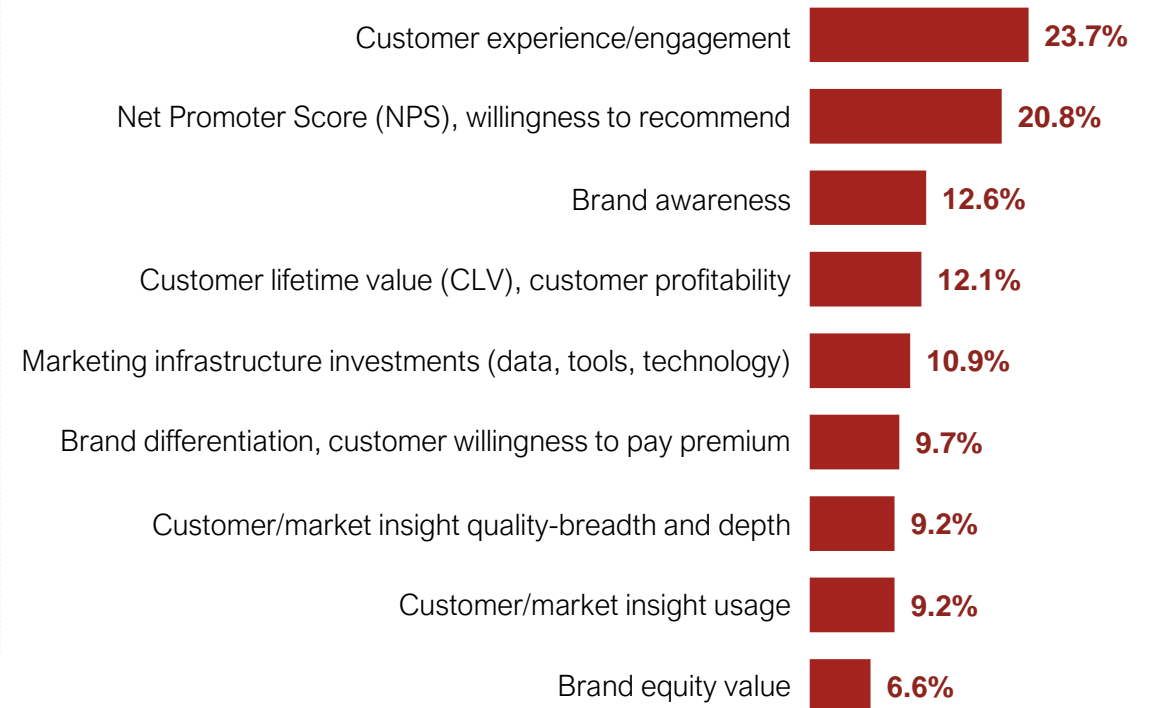 Customer experience/engagement 23.7%
Net Promoter Score (NPS), willingness to recommend 20.8%
Brand awareness 12.6%
Customer lifetime value (CLV), customer profitability 12.1%
Marketing infrastructure investments (data, tools, technology) 10.9%
Brand differentiation, customer willingness to pay premium 9.7%
Customer/market insight quality-breadth and depth 9.2%
Customer/market insight usage 9.2%
Brand equity value 6.6%